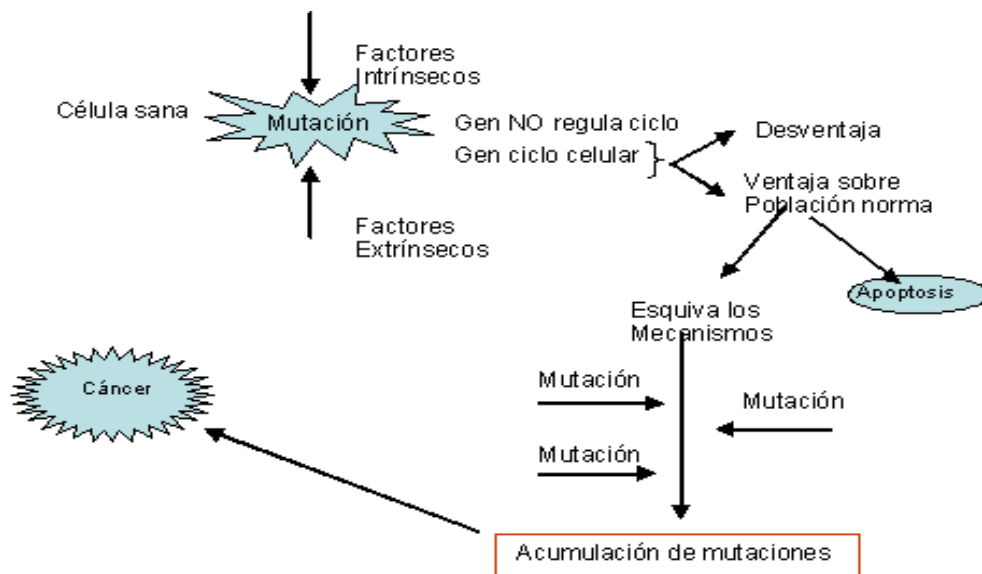 Factores
Intrínsecos
Célula sana
Mutación
Gen NO regula ciclo
Gen ciclo celular
Desventaja
Ventaja sobre
Población norma
Factores
Extrínsecos
Apoptosis
Esquiva los
Mecanismos
Mutación
Mutación
Mutación
Cáncer
Acumulación de mutaciones